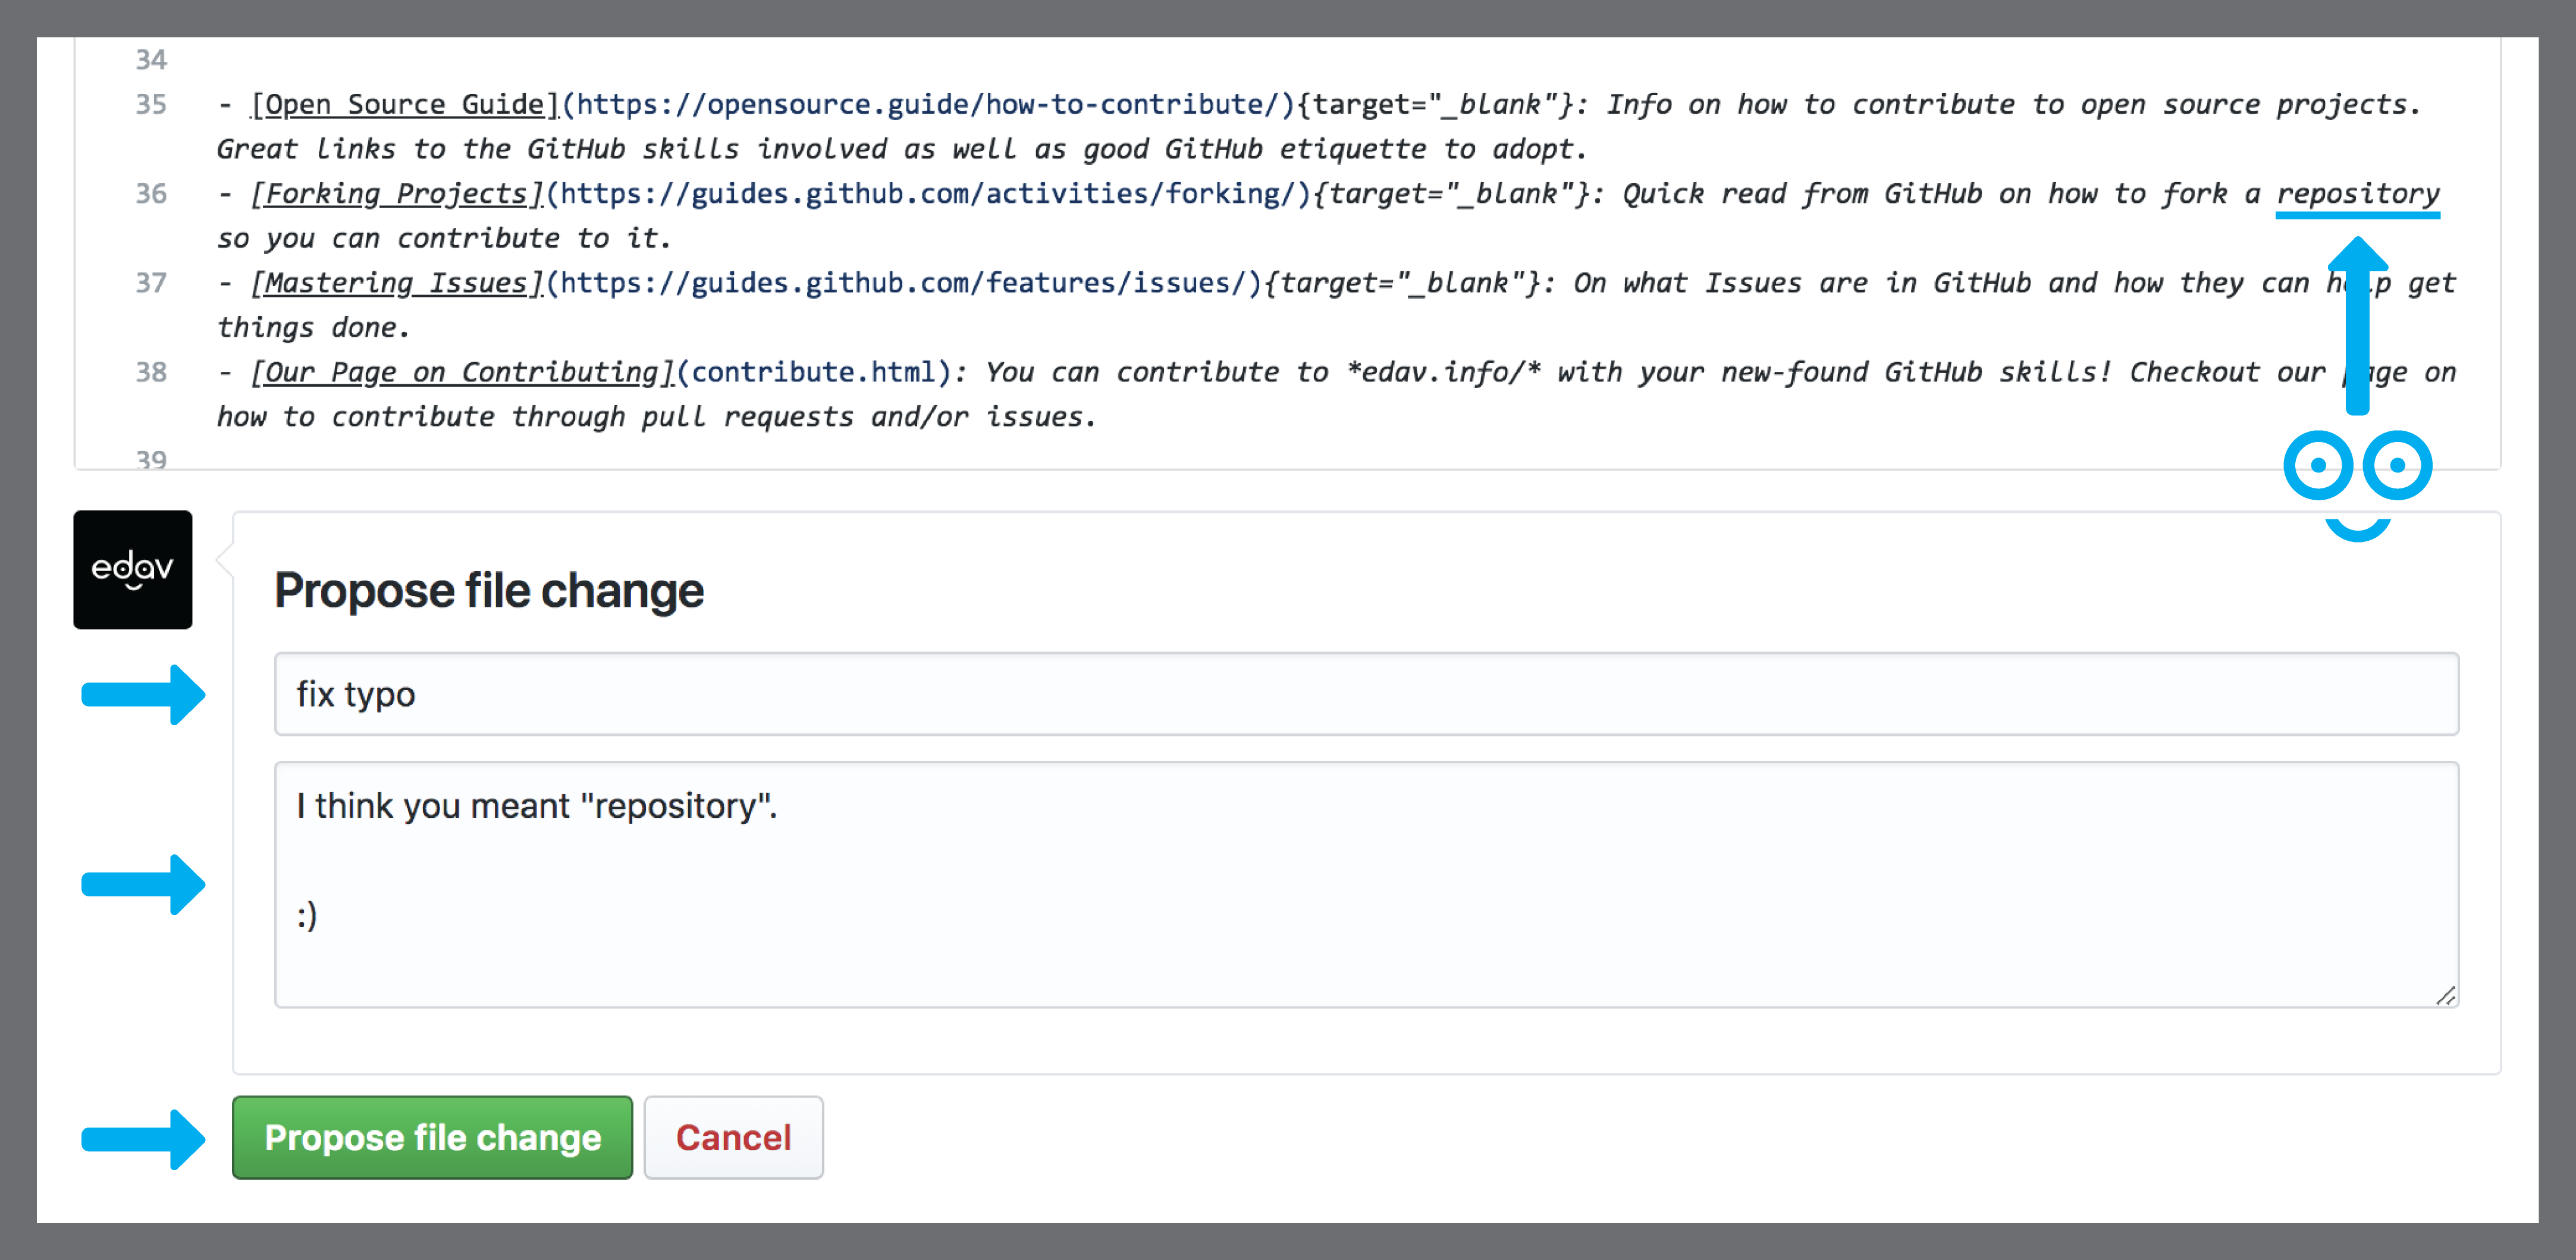 34
35 - [Open Source Guide](https://opensource.guide/how-to-contribute/){target="_blank"}: Info on how to contribute to open source projects.
Great links to the GitHub skills involved as well as good GitHub etiquette to adopt.
36 - [Forking Projects](https://guides.github.com/activities/forking/){target="_blank"}: Quick read from GitHub on how to fork a repository
so you can contribute to it.
37 - [Mastering Issues](https://guides.github.com/features/issues/){target="_blank"}: On what Issues are in GitHub and how they can help get
things done.
38 - [Our Page on Contributing](contribute.html): You can contribute to *edav.info/* with your new-found GitHub skills! Checkout our page on
how to contribute through pull requests and/or issues.
39
edav
Propose file change
fix typo
I think you meant "repository".
:)
Propose file change Cancel